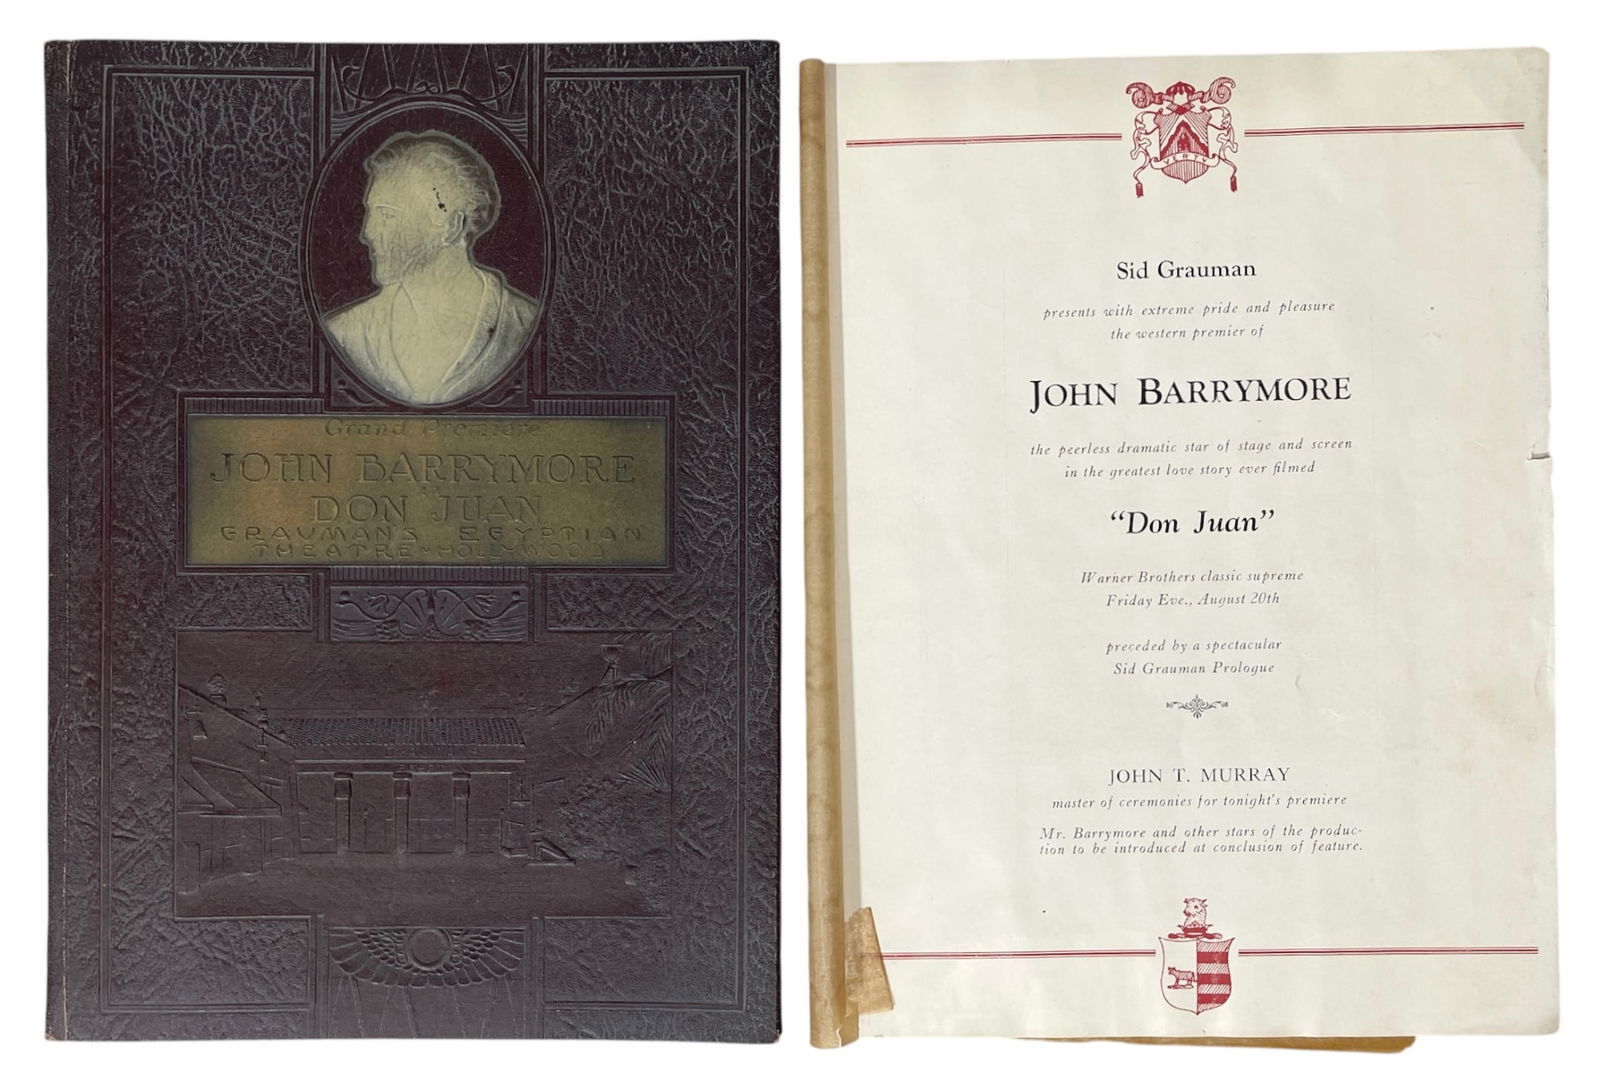 Grand Premiere
JOHN BARRYMORE
IN
DON JUAN
GRAUMANS EGYPTIAN
THEATRE HOLLYWOOD
VERTV
Sid Grauman
presents with extreme pride and pleasure
the western premier of
JOHN BARRYMORE
the peerless dramatic star of stage and screen
in the greatest love story ever filmed
"Don Juan"
Warner Brothers classic supreme
Friday Eve., August 20th
preceded by a spectacular
Sid Grauman Prologue
JOHN T. MURRAY
master of ceremonies for tonight's premiere
Mr. Barrymore and other stars of the produc-
tion to be introduced at conclusion of feature.